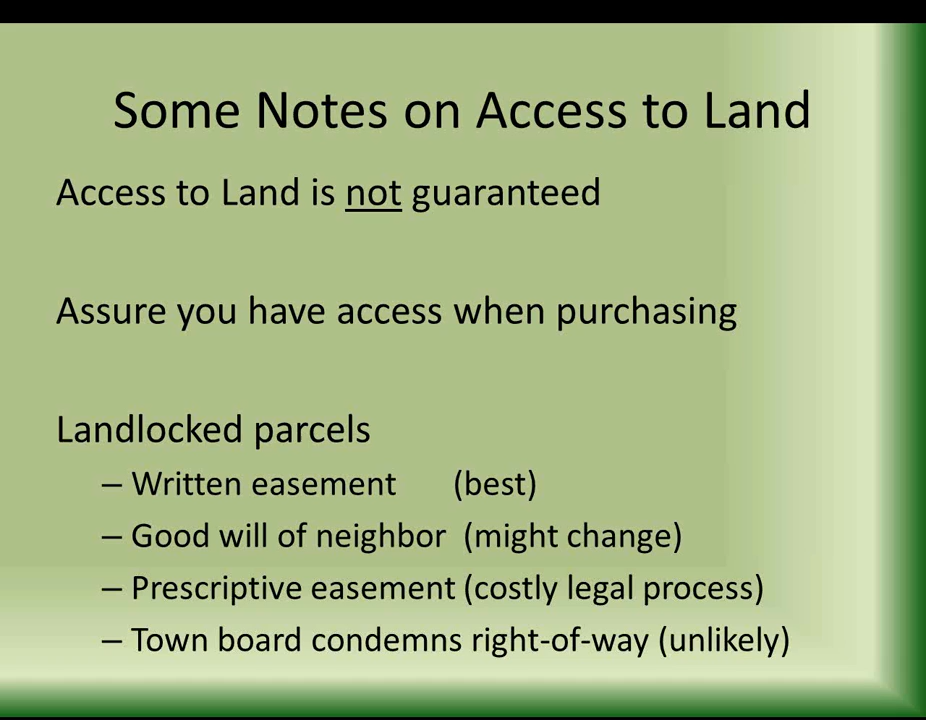 Some Notes on Access to Land
Access to Land is not guaranteed
Assure you have access when purchasing
Landlocked parcels
– Written easement (best)
– Good will of neighbor (might change)
– Prescriptive easement (costly legal process)
– Town board condemns right-of-way (unlikely)